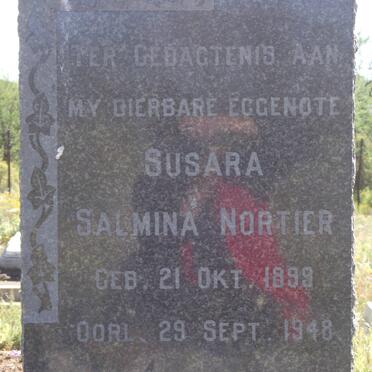 TER GEDAGTENIS AAN
MY DIERBARE EGGENOTE
SUSARA
SALMINA NORTIER
GEB. 21 OKT. 1899
OORL. 29 SEPT. 1948